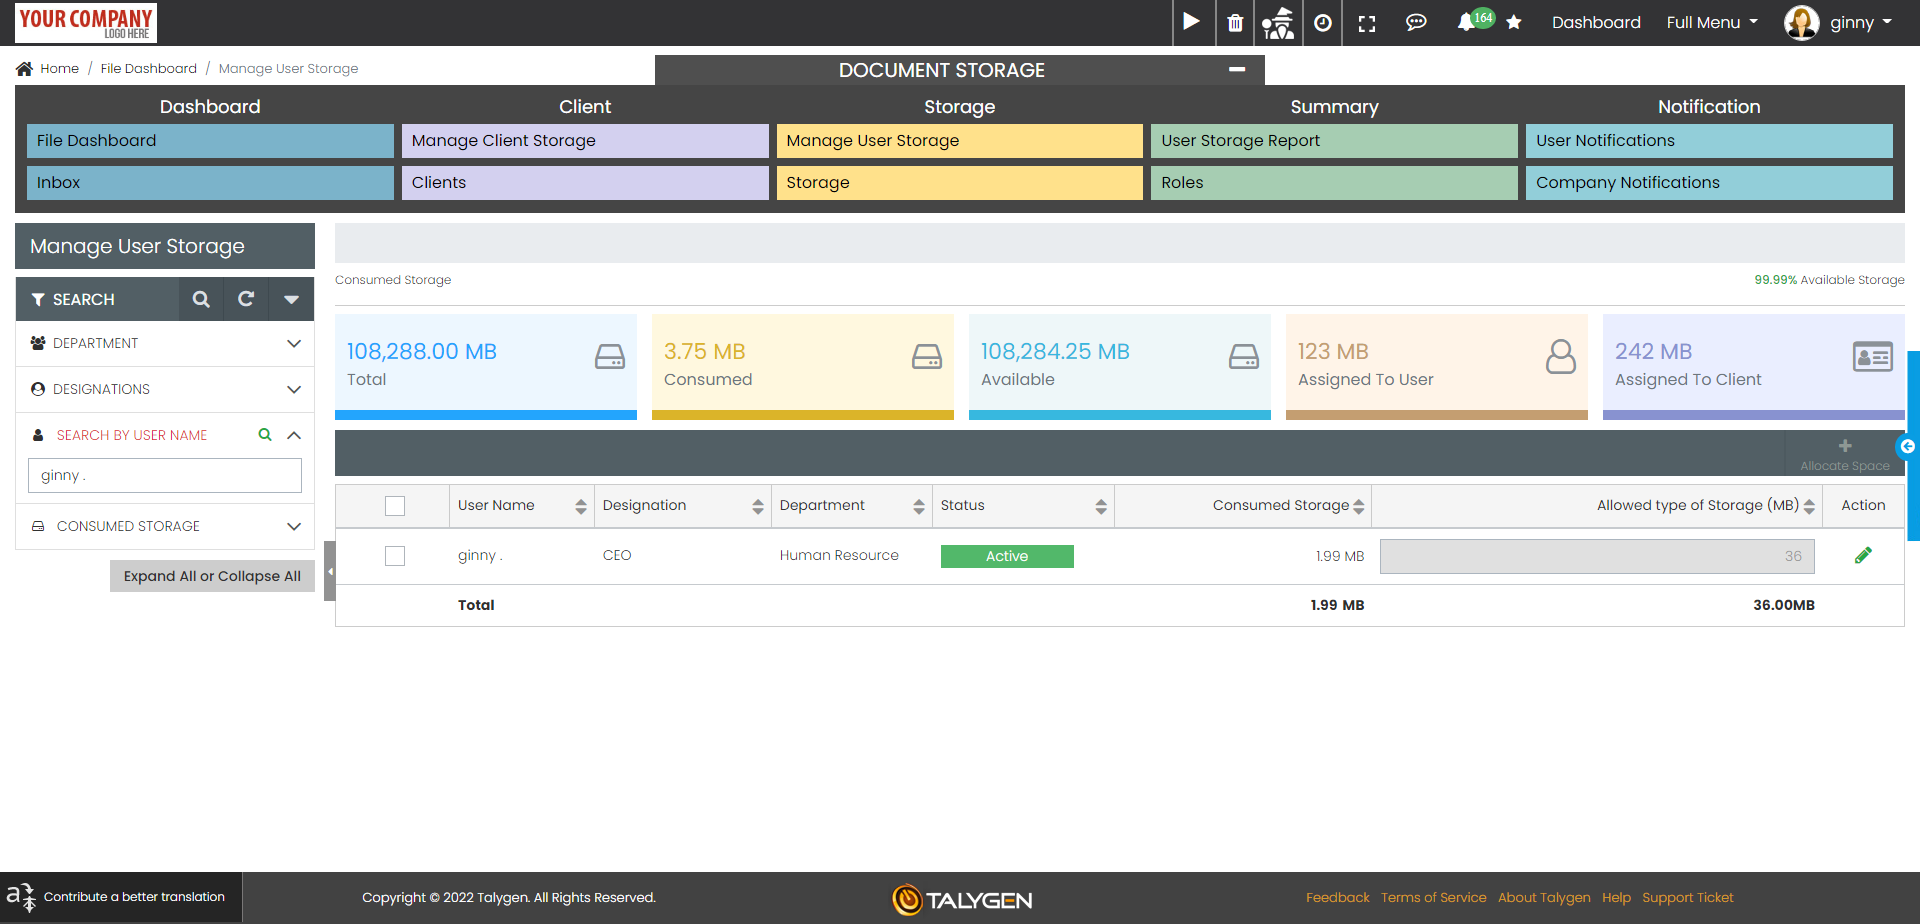 YOUR COMPANY
LOGO HERE
164
Dashboard
Full Menu
ginny
Home / File Dashboard / Manage User Storage
DOCUMENT STORAGE
Dashboard
Client
Storage
Summary
Notification
File Dashboard
Manage Client Storage
Manage User Storage
User Storage Report
User Notifications
Inbox
Clients
Storage
Roles
Company Notifications
Manage User Storage
SEARCH
DEPARTMENT
DESIGNATIONS
SEARCH BY USER NAME
ginny .
CONSUMED STORAGE
Expand All or Collapse All
Consumed Storage
99.99% Available Storage
108,288.00 MB
Total
3.75 MB
Consumed
108,284.25 MB
Available
123 MB
Assigned To User
242 MB
Assigned To Client
Allocate Space
User Name
Designation
Department
Status
Consumed Storage
Allowed type of Storage (MB)
Action
ginny .
CEO
Human Resource
Active
1.99 MB
36
Total
1.99 MB
36.00MB
Contribute a better translation
Copyright © 2022 Talygen. All Rights Reserved.
TALYGEN
Feedback
Terms of Service
About Talygen
Help
Support Ticket